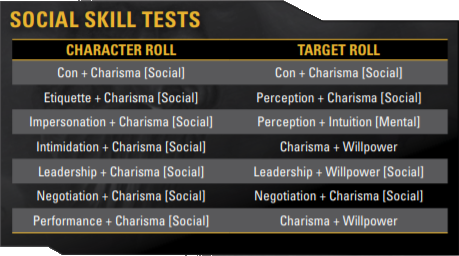 SOCIAL SKILL TESTS
CHARACTER ROLL TARGET ROLL
Con + Charisma [Social] Con + Charisma [Social]
Etiquette + Charisma [Social] Perception + Charisma [Social]
Impersonation + Charisma [Social] Perception + Intuition [Mental]
Intimidation + Charisma [Social] Charisma + Willpower
Leadership + Charisma [Social] Leadership + Willpower [Social]
Negotiation + Charisma [Social] Negotiation + Charisma [Social]
Performance + Charisma [Social] Charisma + Willpower